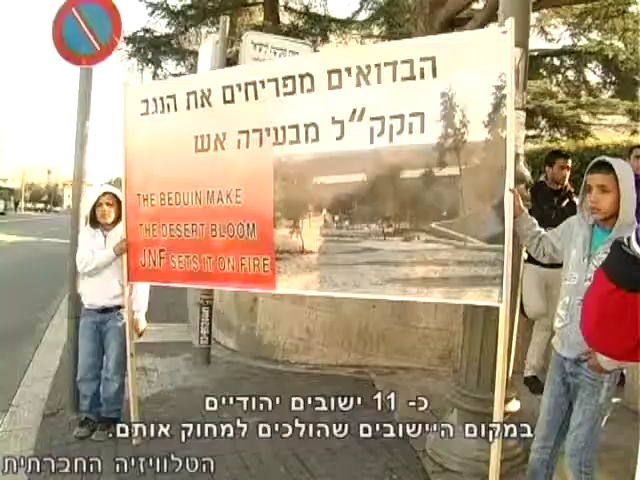 הבדואים מפריחים את הנגב
הקק״ל מבעירה אש
THE BEDUIN MAKE
THE DESERT BLOOM
JNF SETS IT ON FIRE
כ- 11 ישובים יהודיים
במקום היישובים שהולכים למחוק אותם.
הטלוויזיה החברתית